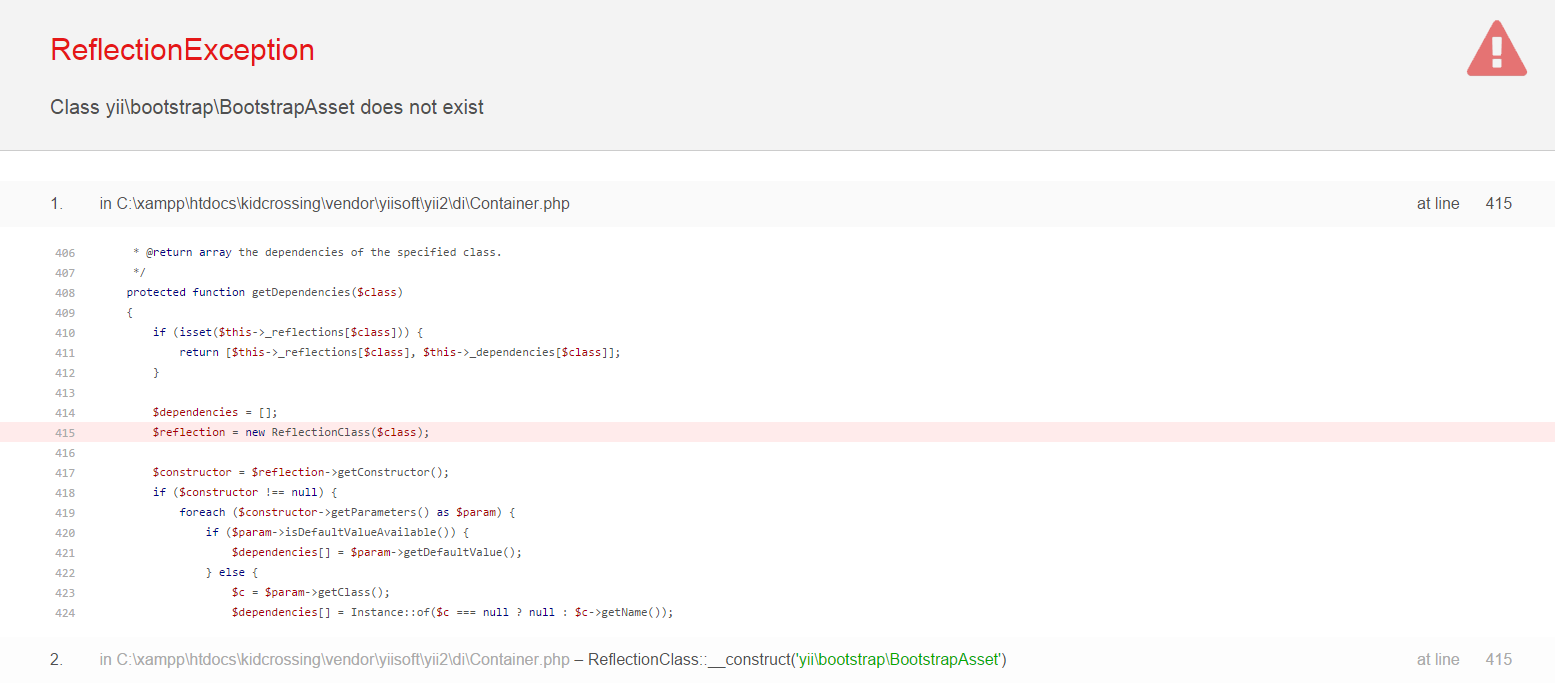 ReflectionException
Class yii\bootstrap\BootstrapAsset does not exist
1. in C:\xampp\htdocs\kidcrossing\vendor\yiisoft\yii2\di\Container.php at line 415
406 * @return array the dependencies of the specified class.
407 */
408 protected function getDependencies($class)
409 {
410 if (isset($this->_reflections[$class])) {
411 return [$this->_reflections[$class], $this->_dependencies[$class]];
412 }
413
414 $dependencies = [];
415 $reflection = new ReflectionClass($class);
416
417 $constructor = $reflection->getConstructor();
418 if ($constructor !== null) {
419 foreach ($constructor->getParameters() as $param) {
420 if ($param->isDefaultValueAvailable()) {
421 $dependencies[] = $param->getDefaultValue();
422 } else {
423 $c = $param->getClass();
424 $dependencies[] = Instance::of($c === null ? null : $c->getName());
2. in C:\xampp\htdocs\kidcrossing\vendor\yiisoft\yii2\di\Container.php – ReflectionClass::__construct('yii\bootstrap\BootstrapAsset') at line 415